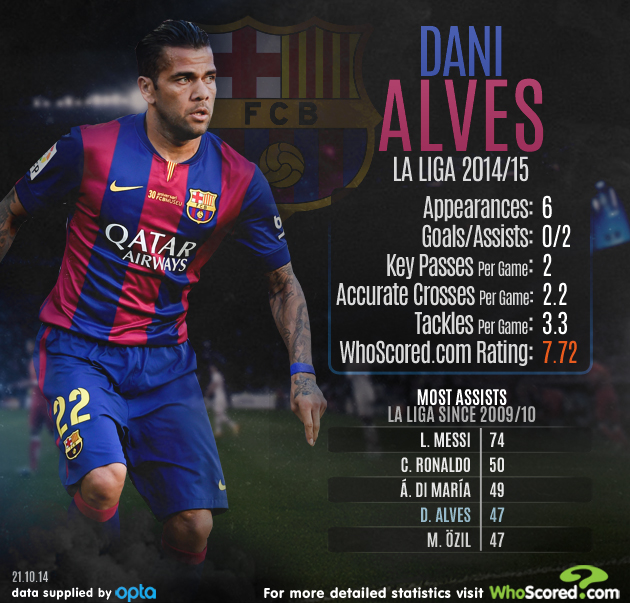 DANI
ALVES
LA LIGA 2014/15
Appearances: 6
Goals/Assists: 0/2
Key Passes Per Game: 2
Accurate Crosses Per Game: 2.2
Tackles Per Game: 3.3
WhoScored.com Rating: 7.72
MOST ASSISTS
LA LIGA SINCE 2009/10
L. MESSI 74
C. RONALDO 50
Á. DI MARÍA 49
D. ALVES 47
M. ÖZIL 47
FCB
QATAR
AIRWAYS
22
21.10.14
data supplied by opta
For more detailed statistics visit WhoScored.com